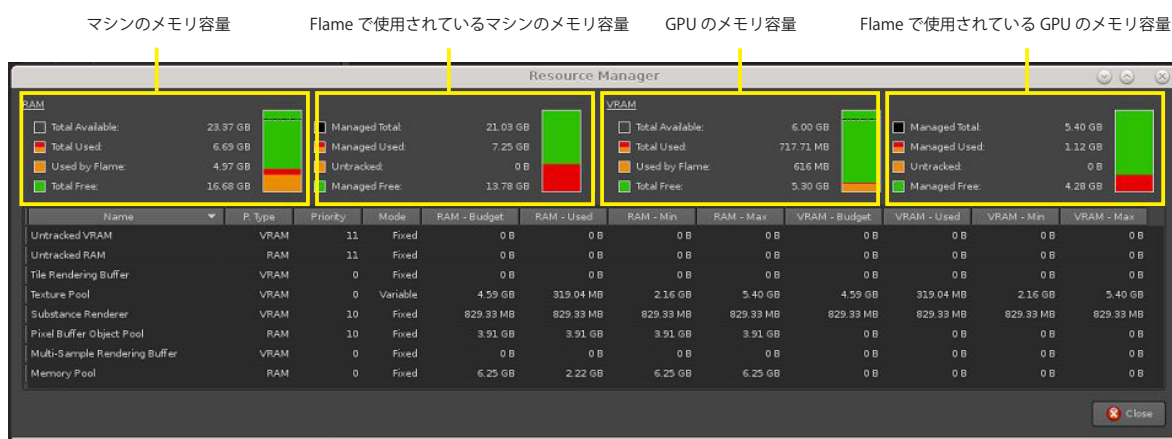 マシンのメモリ容量 Flame で使用されているマシンのメモリ容量 GPU のメモリ容量 Flame で使用されている GPU のメモリ容量
Resource Manager
RAM VRAM
Total Available: 23.37 GB Managed Total: 21.03 GB Total Available: 6.00 GB Managed Total: 5.40 GB
Total Used: 6.69 GB Managed Used: 7.25 GB Total Used: 717.71 MB Managed Used: 1.12 GB
Used by Flame: 4.97 GB Untracked: 0 B Used by Flame: 616 MB Untracked: 0 B
Total Free: 16.68 GB Managed Free: 13.78 GB Total Free: 5.30 GB Managed Free: 4.28 GB
Name P. Type Priority Mode RAM - Budget RAM - Used RAM - Min RAM - Max VRAM - Budget VRAM - Used VRAM - Min VRAM - Max
Untracked VRAM VRAM 11 Fixed 0 B 0 B 0 B 0 B 0 B 0 B 0 B 0 B
Untracked RAM RAM 11 Fixed 0 B 0 B 0 B 0 B 0 B 0 B 0 B 0 B
Tile Rendering Buffer VRAM 0 Fixed 0 B 0 B 0 B 0 B 0 B 0 B 0 B 0 B
Texture Pool VRAM 0 Variable 4.59 GB 319.04 MB 2.16 GB 5.40 GB 4.59 GB 319.04 MB 2.16 GB 5.40 GB
Substance Renderer VRAM 10 Fixed 829.33 MB 829.33 MB 829.33 MB 829.33 MB 829.33 MB 829.33 MB 829.33 MB 829.33 MB
Pixel Buffer Object Pool RAM 10 Fixed 3.91 GB 3.91 GB 3.91 GB 3.91 GB 0 B 0 B 0 B 0 B
Multi-Sample Rendering Buffer VRAM 0 Fixed 0 B 0 B 0 B 0 B 0 B 0 B 0 B 0 B
Memory Pool RAM 0 Fixed 6.25 GB 2.22 GB 6.25 GB 6.25 GB 0 B 0 B 0 B 0 B
Close